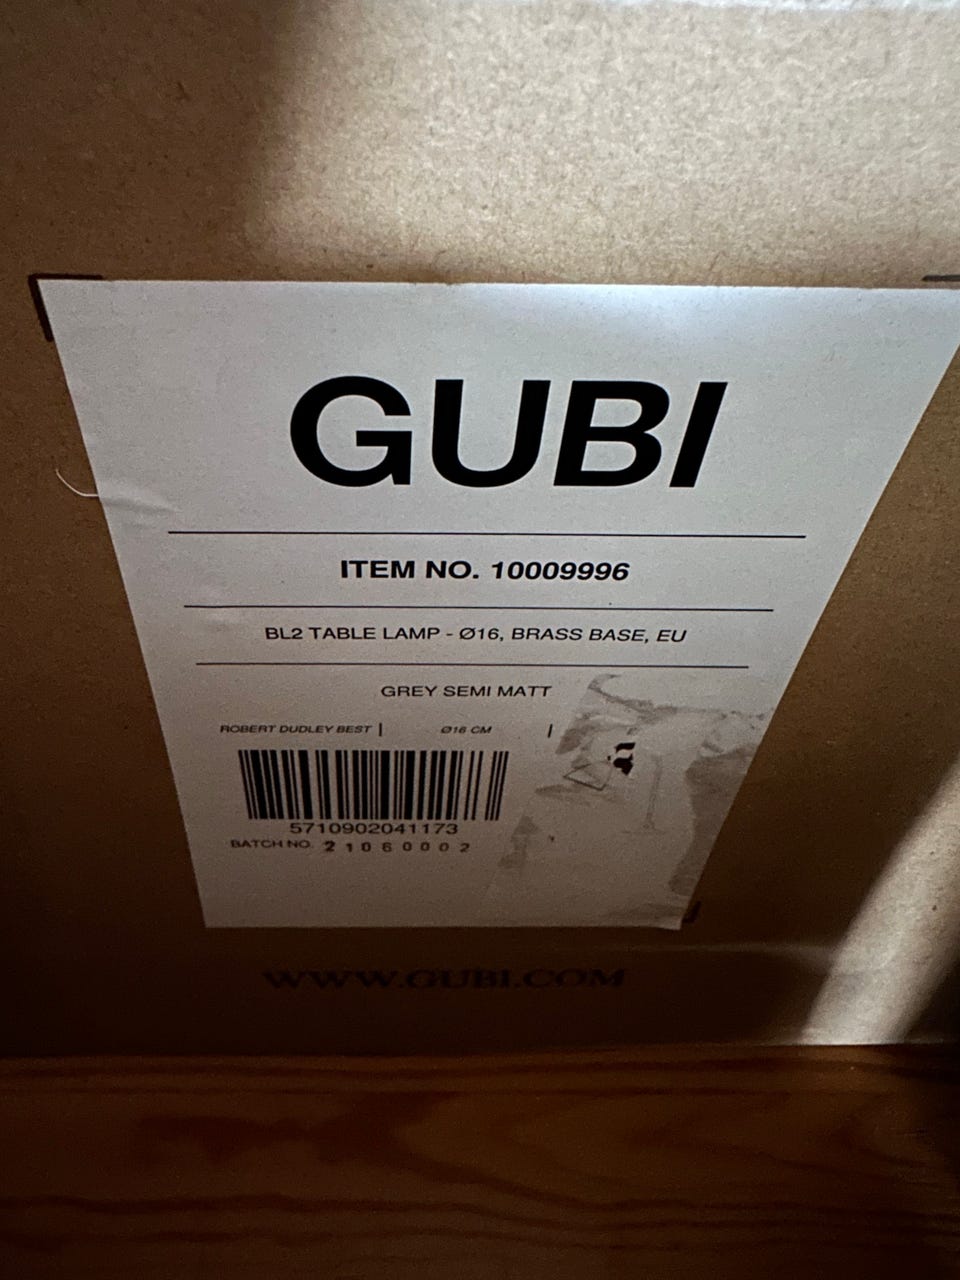 GUBI
ITEM NO. 10009996
BL2 TABLE LAMP - Ø16, BRASS BASE, EU
GREY SEMI MATT
ROBERT DUDLEY BEST | Ø16 CM |
5710902041173
BATCH NO. 21060002
WWW.GUBI.COM